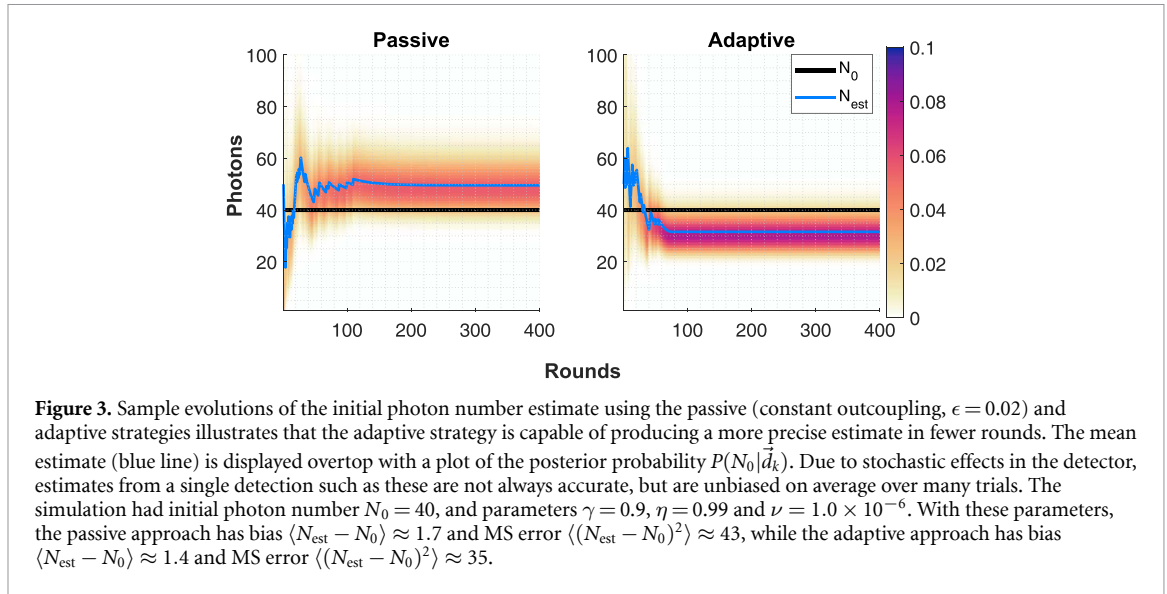 Passive
Adaptive
100
80
60
40
20
100
200
300
400
Photons
100
80
60
40
20
100
200
300
400
N0
Nest
0.1
0.08
0.06
0.04
0.02
0
Rounds
Figure 3. Sample evolutions of the initial photon number estimate using the passive (constant outcoupling, ϵ = 0.02) and
adaptive strategies illustrates that the adaptive strategy is capable of producing a more precise estimate in fewer rounds. The mean
estimate (blue line) is displayed overtop with a plot of the posterior probability P(N0|d⃗k). Due to stochastic effects in the detector,
estimates from a single detection such as these are not always accurate, but are unbiased on average over many trials. The
simulation had initial photon number N0 = 40, and parameters γ = 0.9, η = 0.99 and ν = 1.0 × 10−6. With these parameters,
the passive approach has bias ⟨Nest − N0⟩ ≈ 1.7 and MS error ⟨(Nest − N0)2⟩ ≈ 43, while the adaptive approach has bias
⟨Nest − N0⟩ ≈ 1.4 and MS error ⟨(Nest − N0)2⟩ ≈ 35.